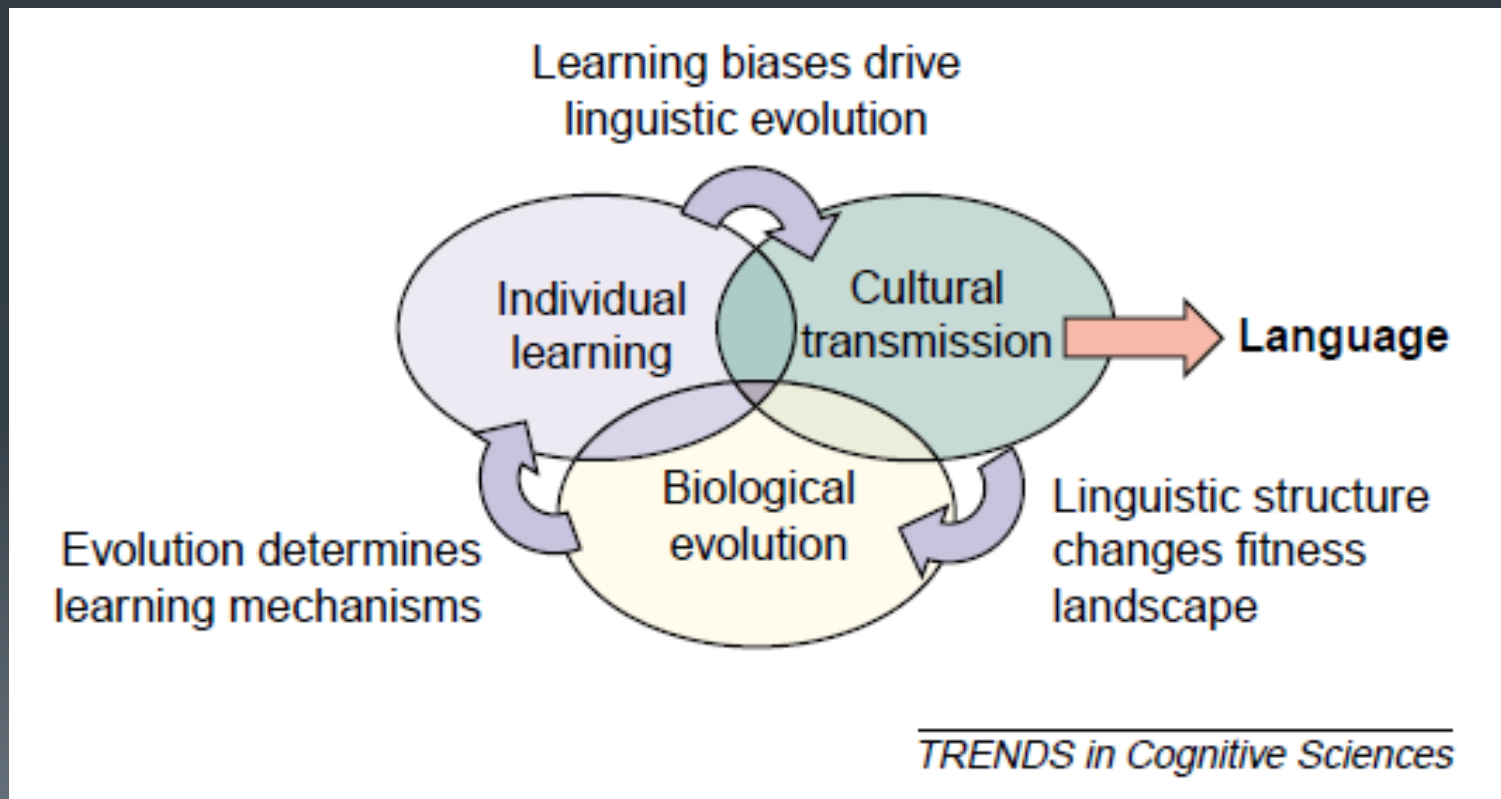 Learning biases drive
linguistic evolution
Individual
learning
Cultural
transmission
Language
Biological
evolution
Evolution determines
learning mechanisms
Linguistic structure
changes fitness
landscape
TRENDS in Cognitive Sciences